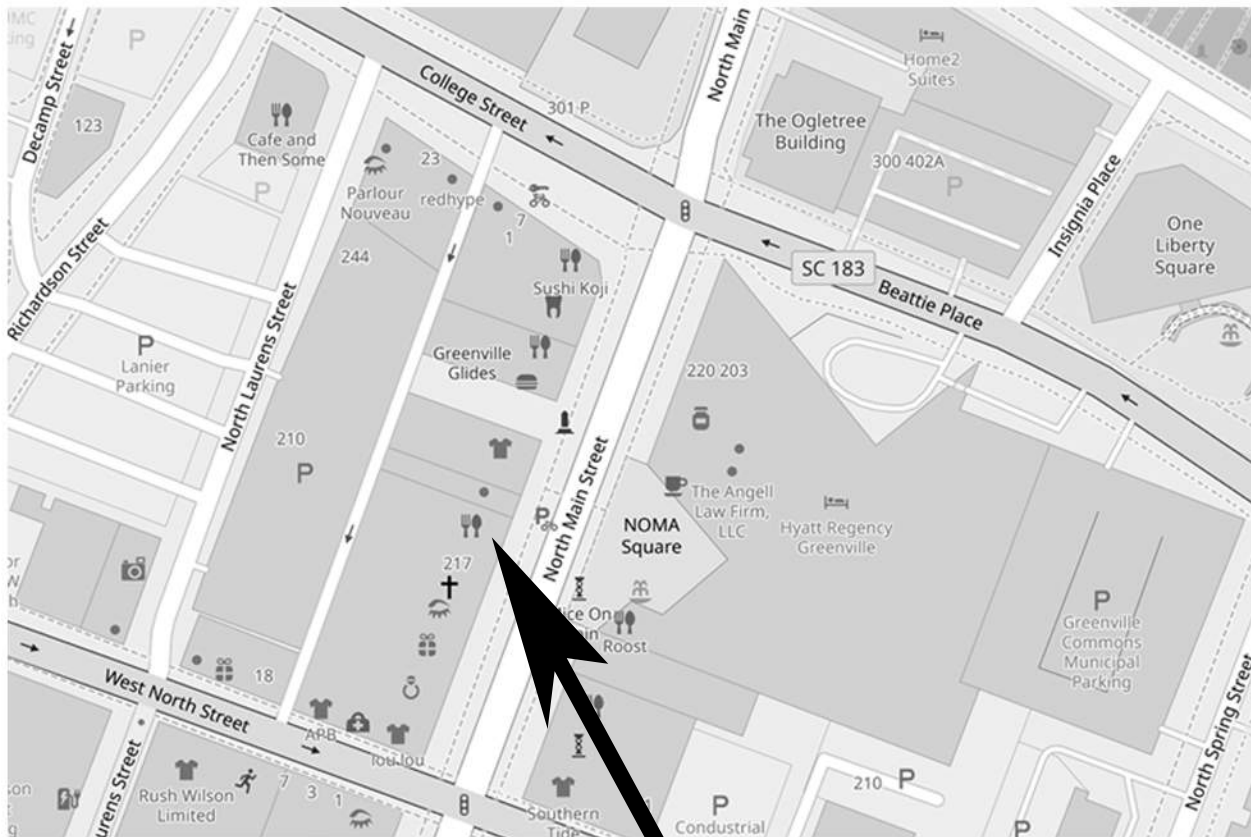 North Main
Home2
Suites
Decamp Street
P
123
Cafe and
Then Some
P
College Street
301 P
The Ogletree
Building
300 402A
P
Insignia Place
One
Liberty
Square
Parlour
Nouveau
23
redhype
7
1
244
Richardson Street
Sushi Koji
SC 183
Beattie Place
P
Lanier
Parking
North Laurens Street
Greenville
Glides
220 203
210
P
The Angell
Law Firm,
LLC
Hyatt Regency
Greenville
P
NOMA
Square
North Main Street
217
Roost
P
Greenville
Commons
Municipal
Parking
18
West North Street
APB
lou lou
North Spring Street
Rush Wilson
Limited
7
3
1
Southern
Tide
P
Condustrial
210
P
P